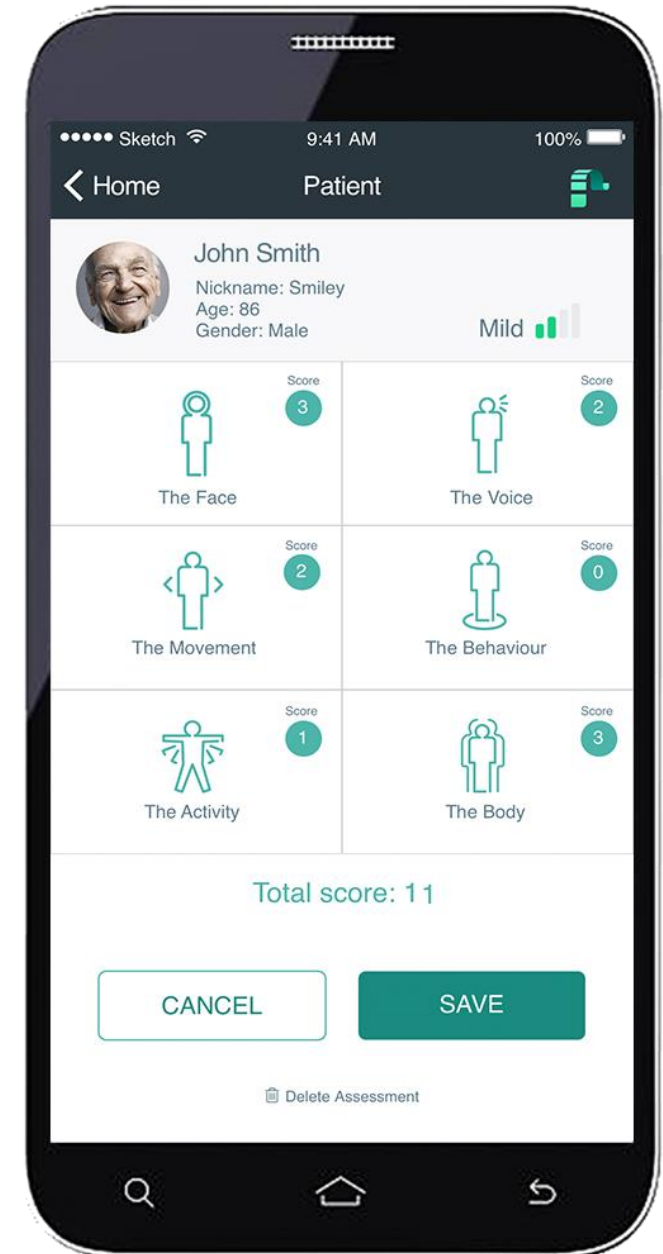 ●●●●● Sketch 9:41 AM 100%
Home Patient
John Smith
Nickname: Smiley
Age: 86
Gender: Male
Mild
Score
3
The Face
Score
2
The Voice
Score
2
The Movement
Score
0
The Behaviour
Score
1
The Activity
Score
3
The Body
Total score: 11
CANCEL
SAVE
Delete Assessment